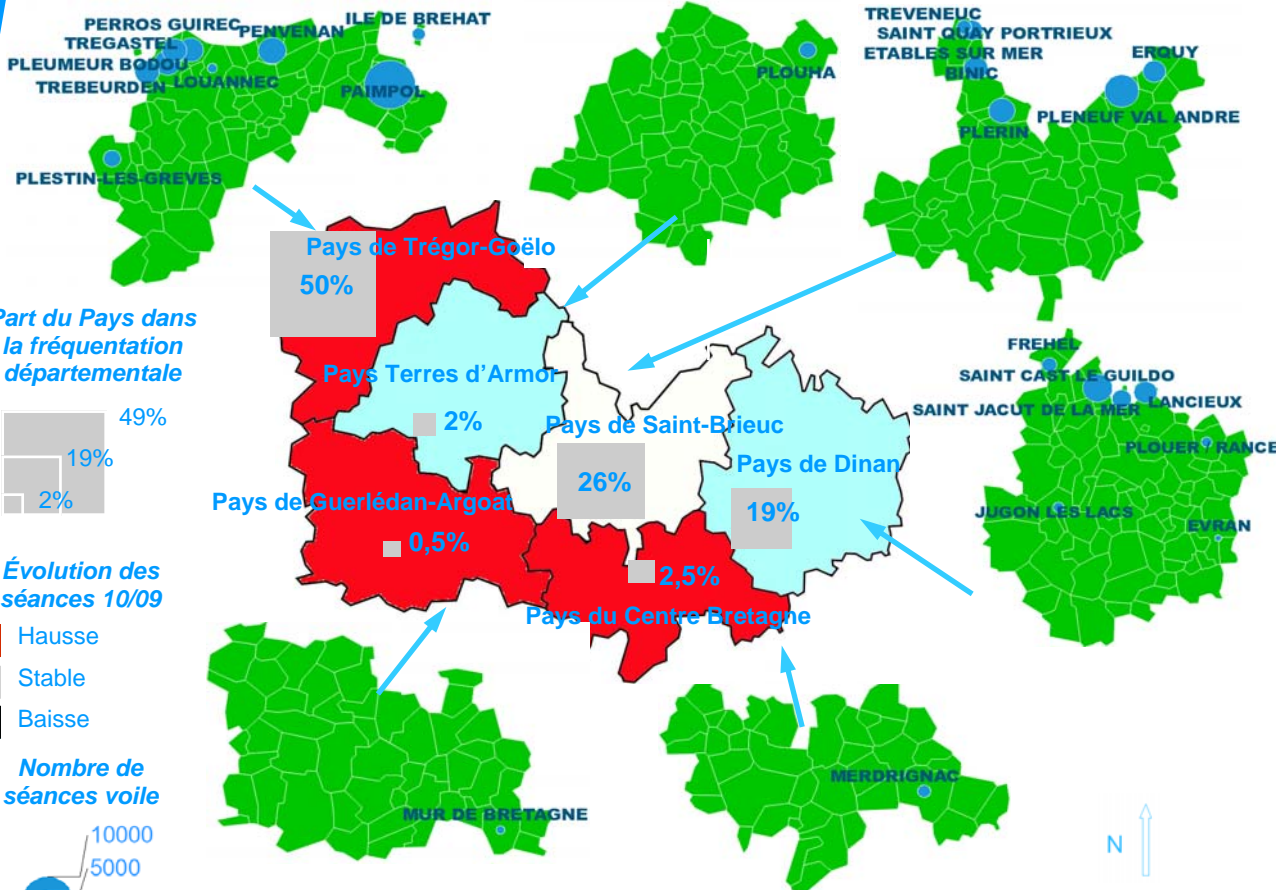 PERROS GUIREC
TREGASTEL
PLEUMEUR BODOU
TREBEURDEN
LOUANNEC
PENVENAN
ILE DE BREHAT
PAIMPOL
PLESTIN-LES-GREVES
PLOUHA
TREVENEUC
SAINT QUAY PORTRIEUX
ETABLES SUR MER
BINIC
ERQUY
PLERIN
PLENEUF VAL ANDRE
Pays de Trégor-Goëlo
50%
Part du Pays dans
la fréquentation
départementale
49%
19%
2%
Pays Terres d'Armor
2%
Pays de Saint-Brieuc
26%
Pays de Dinan
19%
Pays de Guerlédan-Argoat
0,5%
2,5%
Pays du Centre Bretagne
FREHEL
SAINT CAST LE GUILDO
SAINT JACUT DE LA MER
LANCIEUX
PLOUER RANCE
JUGON LES LACS
EVRAN
Évolution des
séances 10/09
Hausse
Stable
Baisse
Nombre de
séances voile
10000
5000
MUR DE BRETAGNE
MERDRIGNAC
N